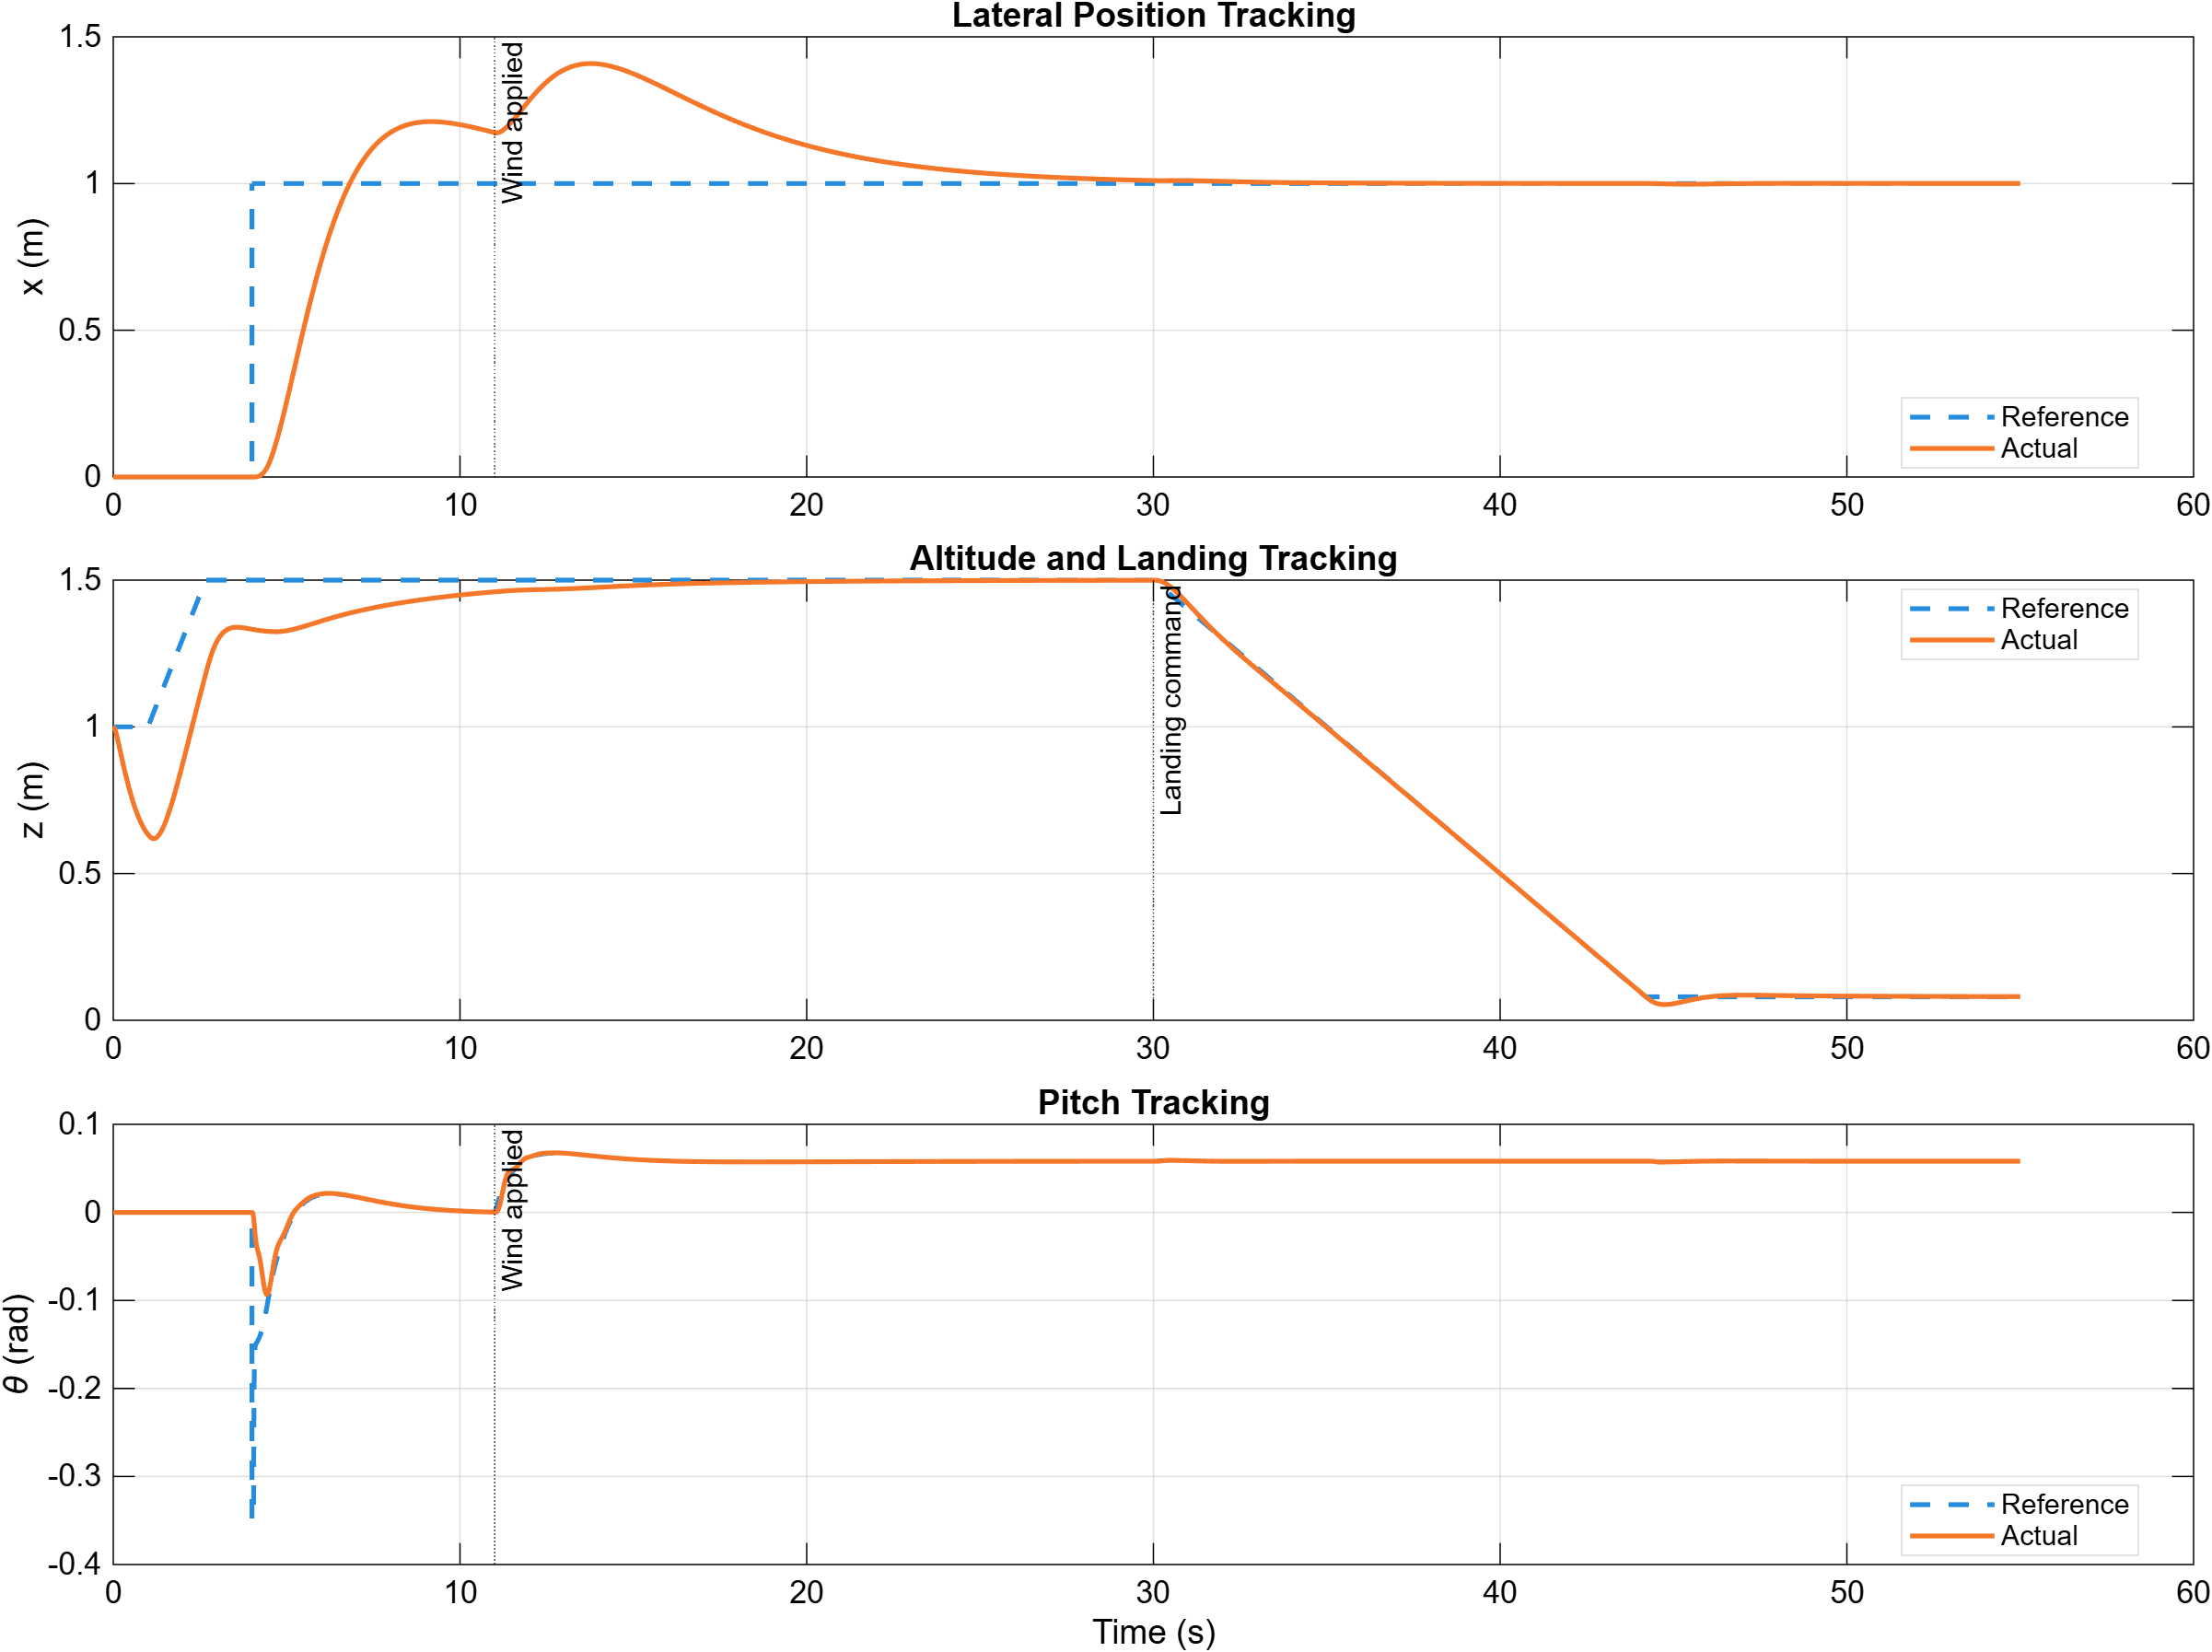 Lateral Position Tracking
1.5
1
0.5
0
x (m)
Wind applied
Reference
Actual
0 10 20 30 40 50 60
Altitude and Landing Tracking
1.5
1
0.5
0
z (m)
Landing command
Reference
Actual
0 10 20 30 40 50 60
Pitch Tracking
0.1
0
-0.1
-0.2
-0.3
-0.4
θ (rad)
Wind applied
Reference
Actual
0 10 20 30 40 50 60
Time (s)